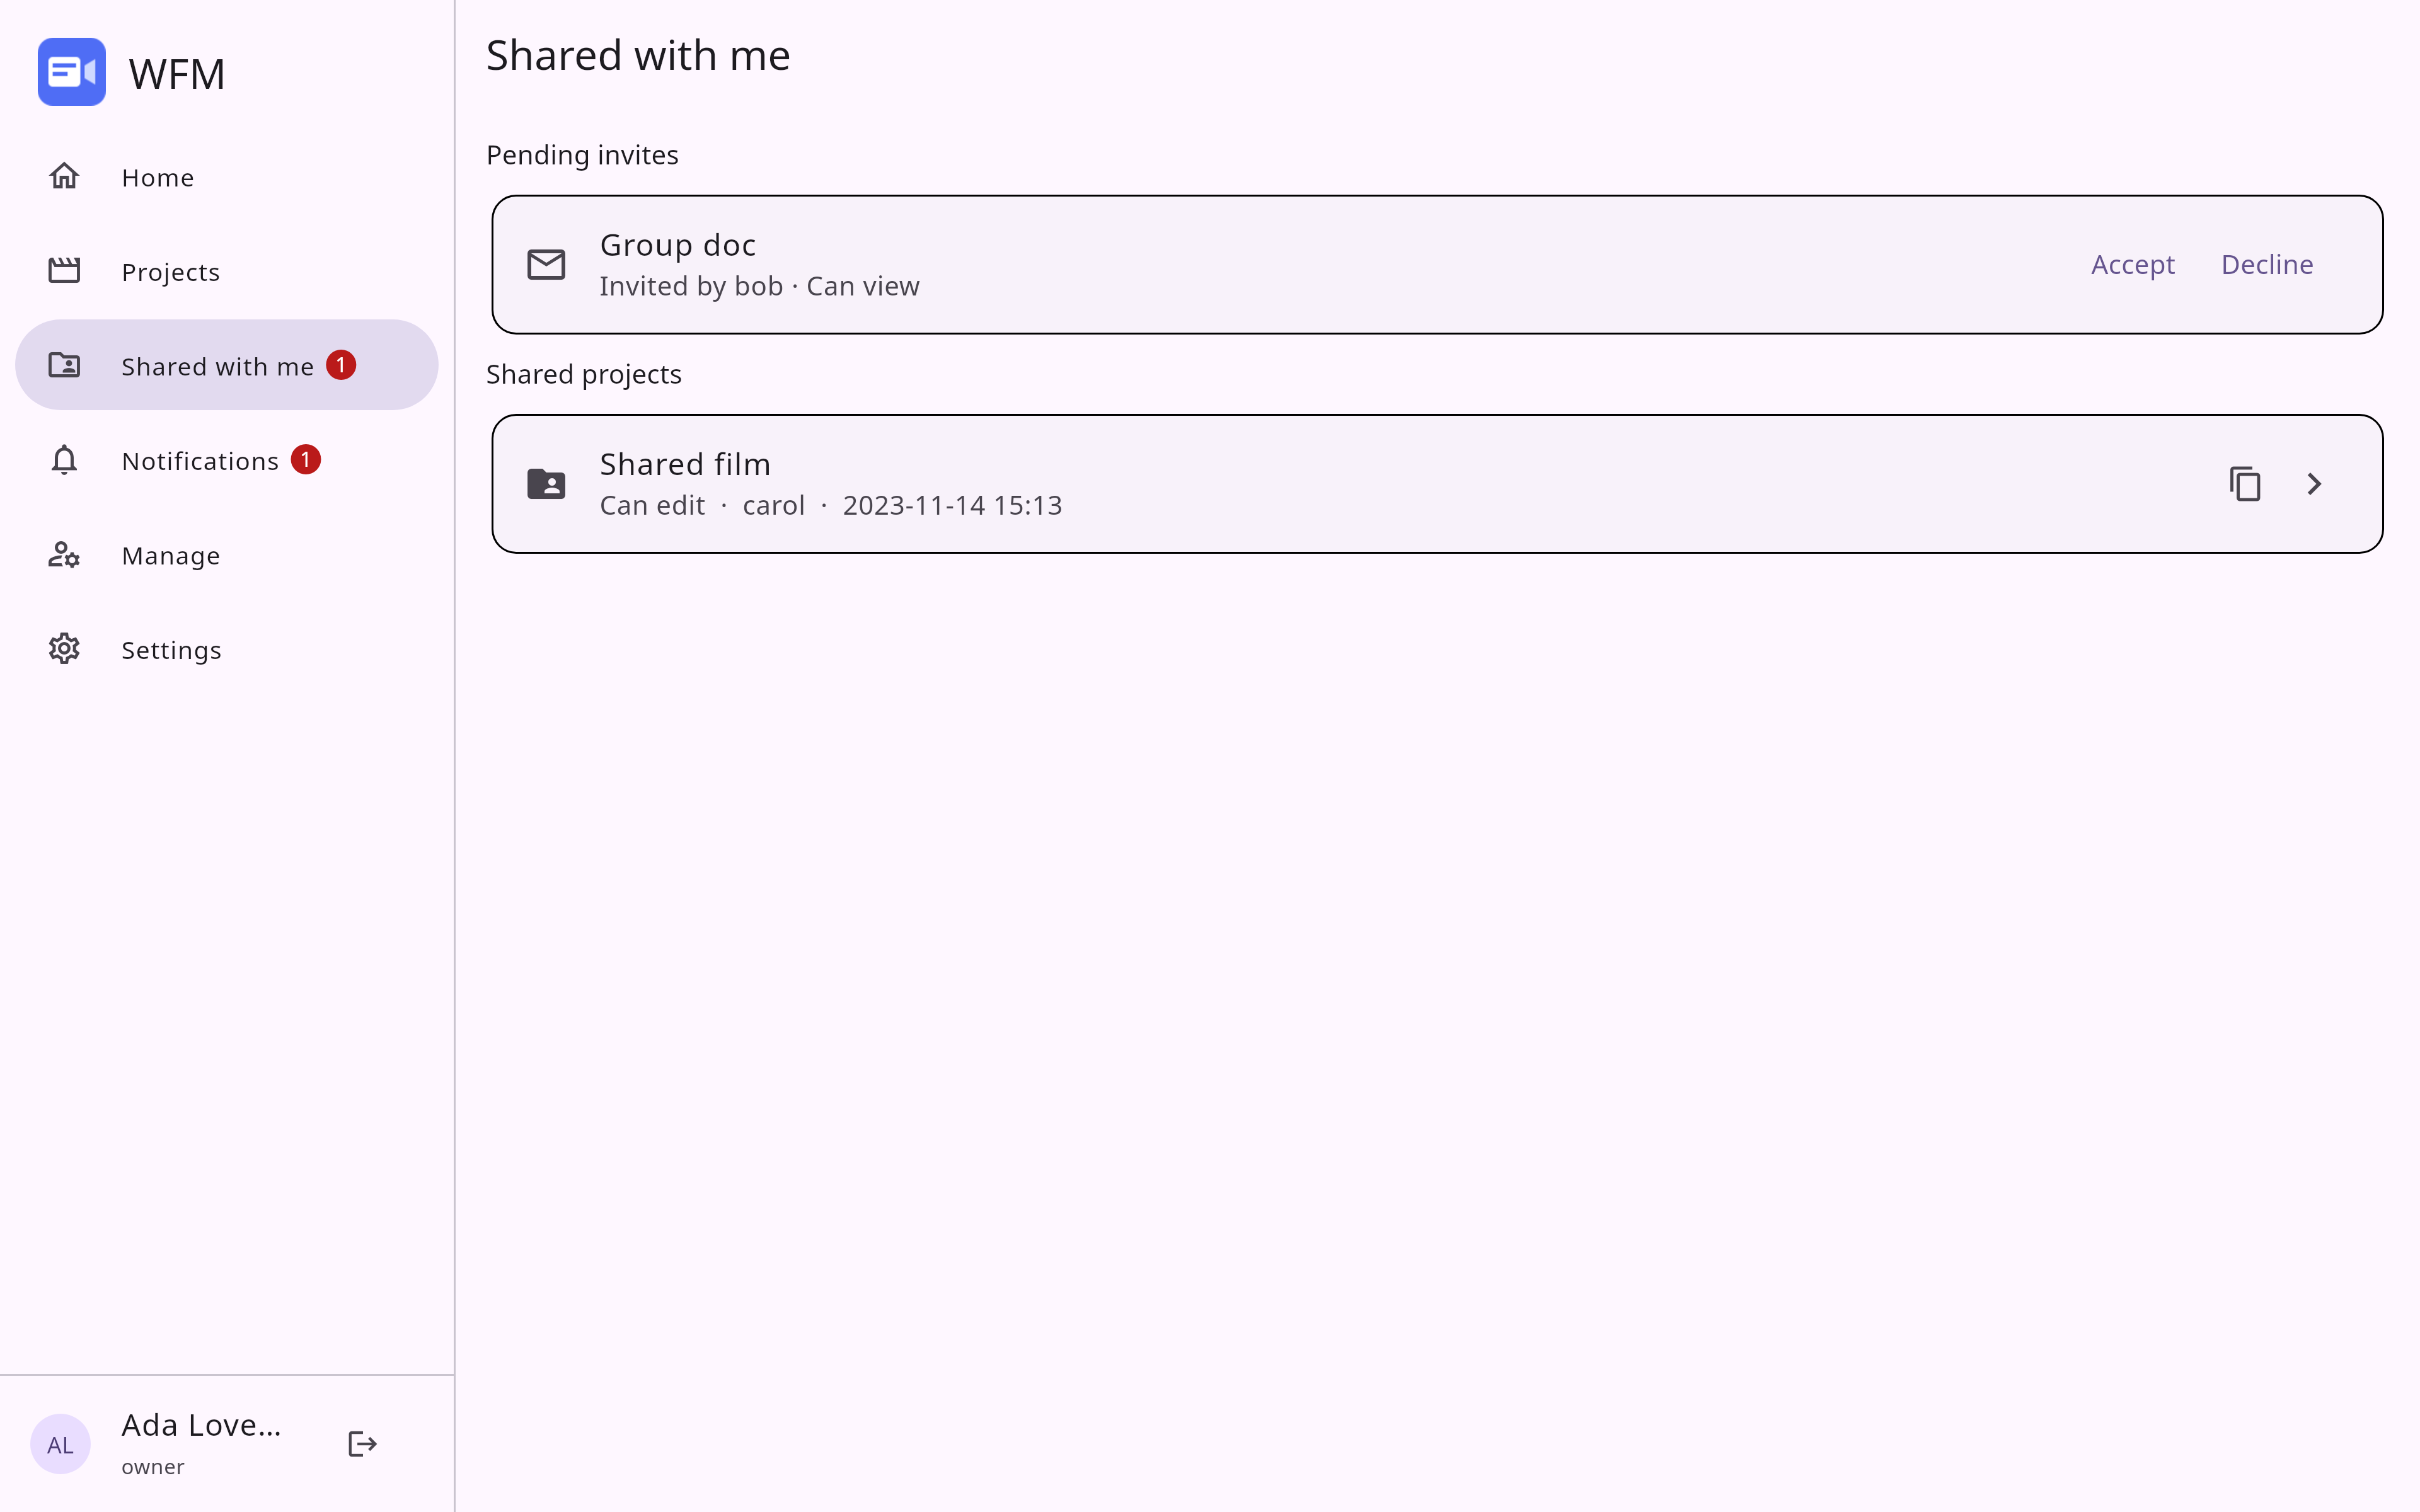 WFM
Home
Projects
Shared with me 1
Notifications 1
Manage
Settings
AL
Ada Love...
owner
Shared with me
Pending invites
Group doc
Invited by bob · Can view
Accept Decline
Shared projects
Shared film
Can edit · carol · 2023-11-14 15:13